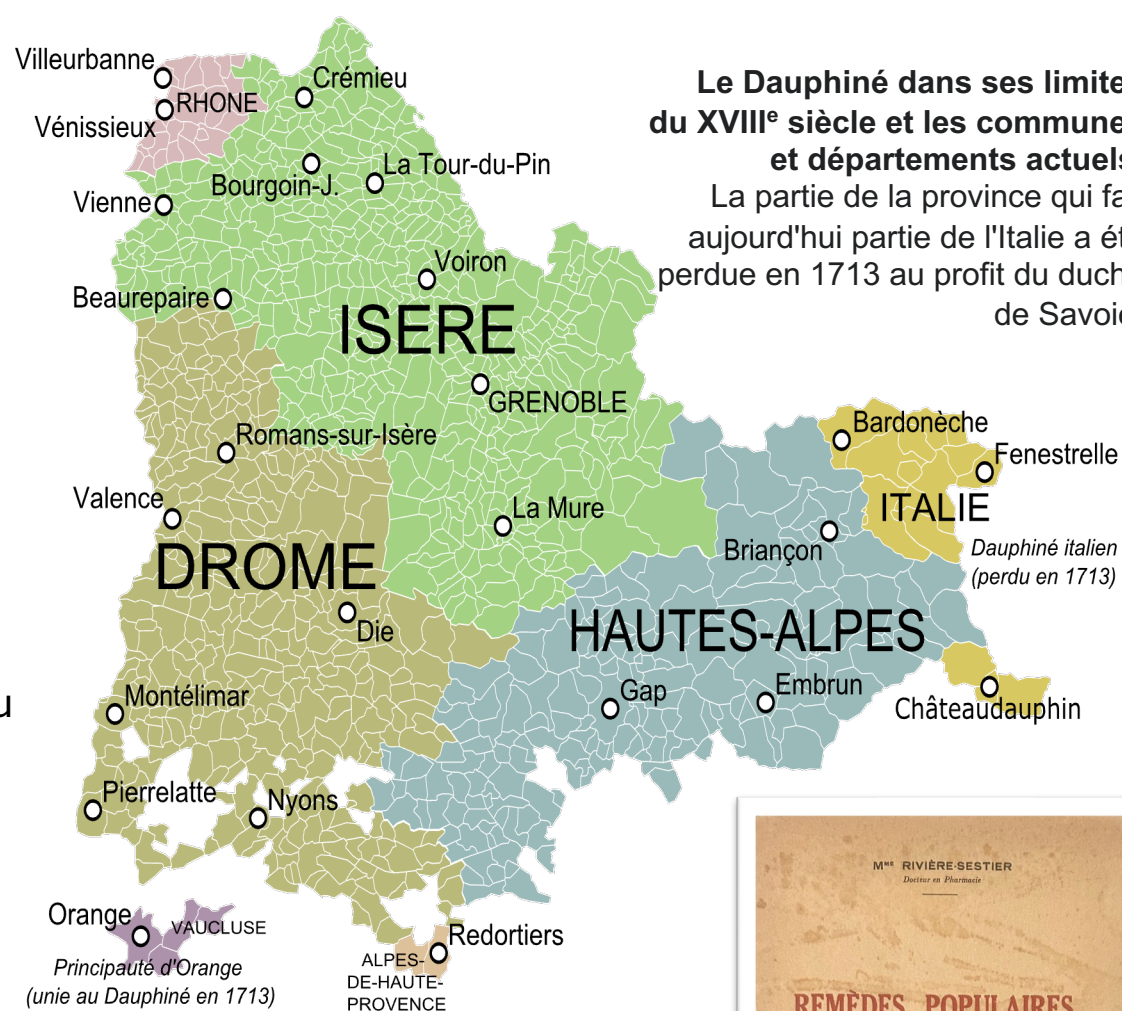 Le Dauphiné dans ses limite
du XVIIIe siècle et les commune
et départements actuels
La partie de la province qui fa
aujourd'hui partie de l'Italie a ét
perdue en 1713 au profit du duch
de Savoie
Villeurbanne
RHONE
Vénissieux
Crémieu
Bourgoin-J.
La Tour-du-Pin
Vienne
Voiron
Beaurepaire
ISERE
GRENOBLE
Romans-sur-Isère
Bardonèche
Fenestrelle
ITALIE
Valence
La Mure
Briançon
Dauphiné italien
(perdu en 1713)
DROME
Die
HAUTES-ALPES
Gap
Embrun
Châteaudauphin
u
Montélimar
Pierrelatte
Nyons
Orange
VAUCLUSE
Principauté d'Orange
(unie au Dauphiné en 1713)
Redortiers
ALPES-
DE-HAUTE-
PROVENCE
MME RIVIÈRE-SESTIER
Docteur en Pharmacie
REMÈDES POPULAIRES